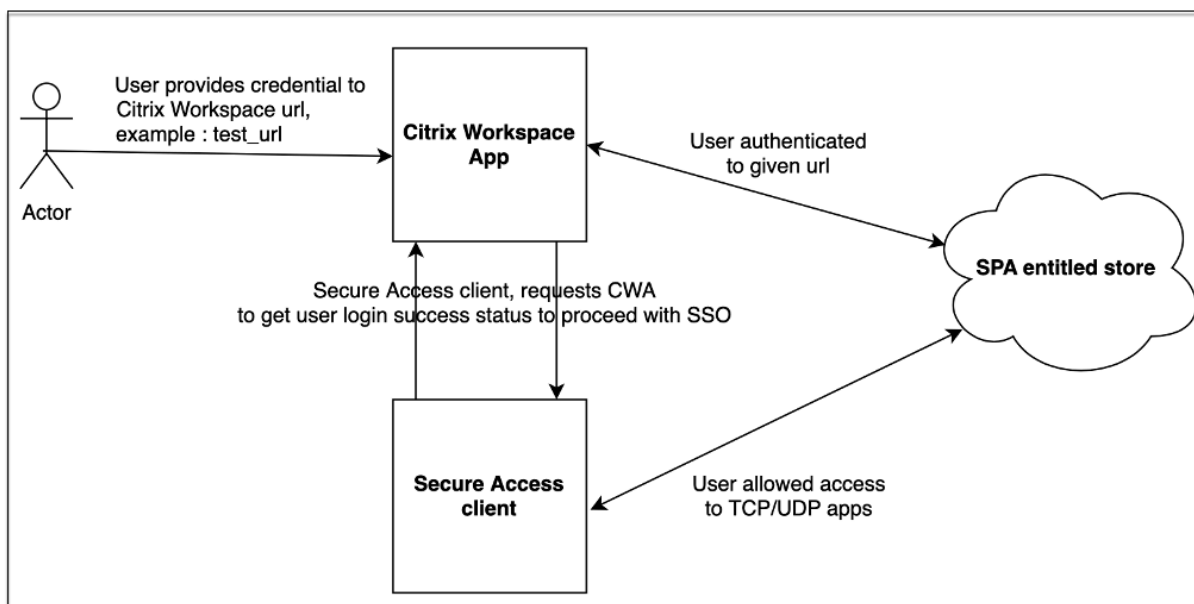 User provides credential to
Citrix Workspace url,
example : test_url
Actor
Citrix Workspace
App
User authenticated
to given url
SPA entitled store
Secure Access client, requests CWA
to get user login success status to proceed with SSO
Secure Access
client
User allowed access
to TCP/UDP apps